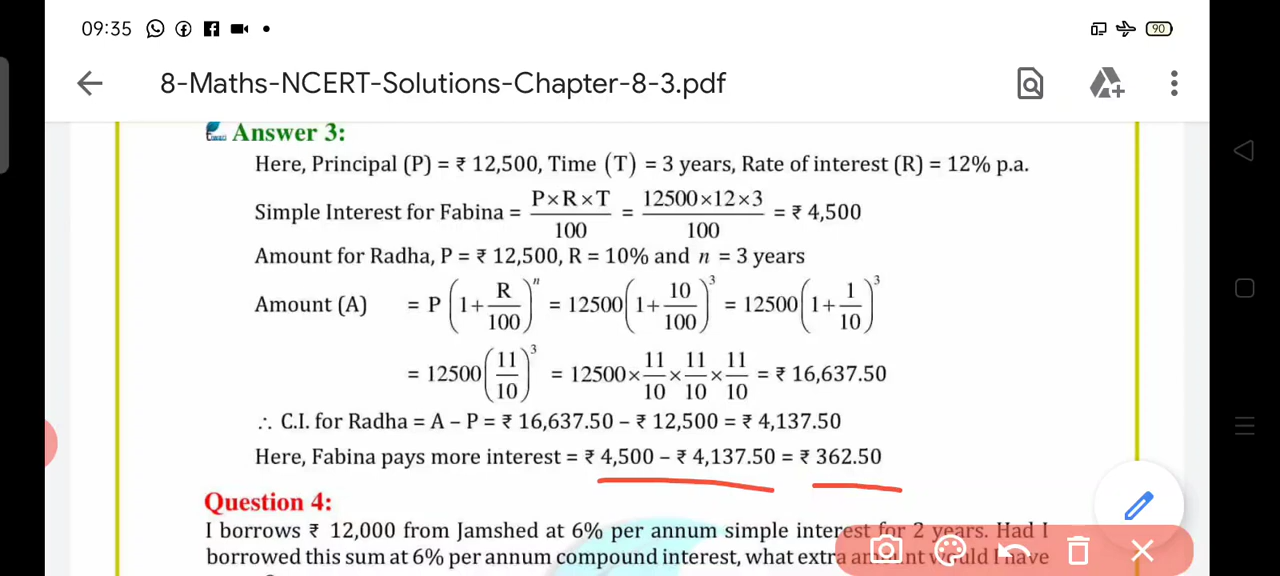 09:35
90
8-Maths-NCERT-Solutions-Chapter-8-3.pdf
Answer 3:
Here, Principal (P) = ₹ 12,500, Time (T) = 3 years, Rate of interest (R) = 12% p.a.
Simple Interest for Fabina = P×R×T/100 = 12500×12×3/100 = ₹ 4,500
Amount for Radha, P = ₹ 12,500, R = 10% and n = 3 years
Amount (A) = P(1+R/100)^n = 12500(1+10/100)^3 = 12500(1+1/10)^3
= 12500(11/10)^3 = 12500×11/10×11/10×11/10 = ₹ 16,637.50
∴ C.I. for Radha = A – P = ₹ 16,637.50 – ₹ 12,500 = ₹ 4,137.50
Here, Fabina pays more interest = ₹ 4,500 – ₹ 4,137.50 = ₹ 362.50
Question 4:
I borrows ₹ 12,000 from Jamshed at 6% per annum simple interest for 2 years. Had I
borrowed this sum at 6% per annum compound interest, what extra amount would I have